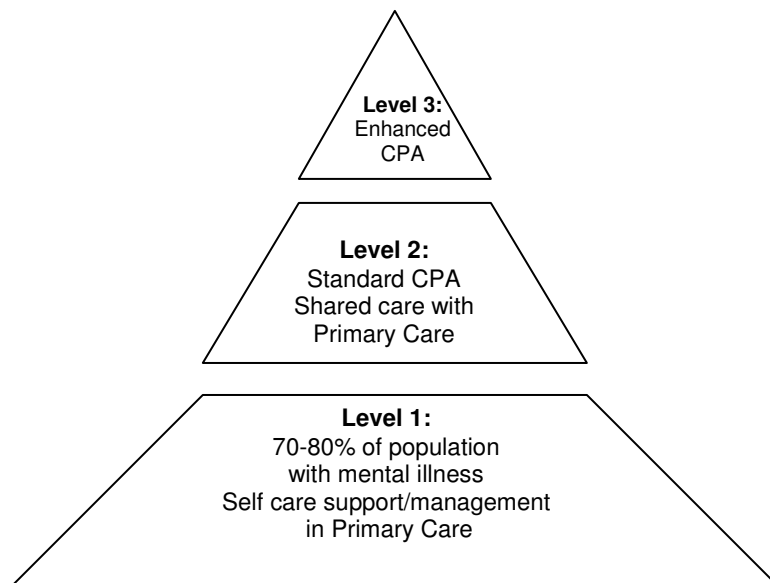 Level 3:
Enhanced
CPA
Level 2:
Standard CPA
Shared care with
Primary Care
Level 1:
70-80% of population
with mental illness
Self care support/management
in Primary Care